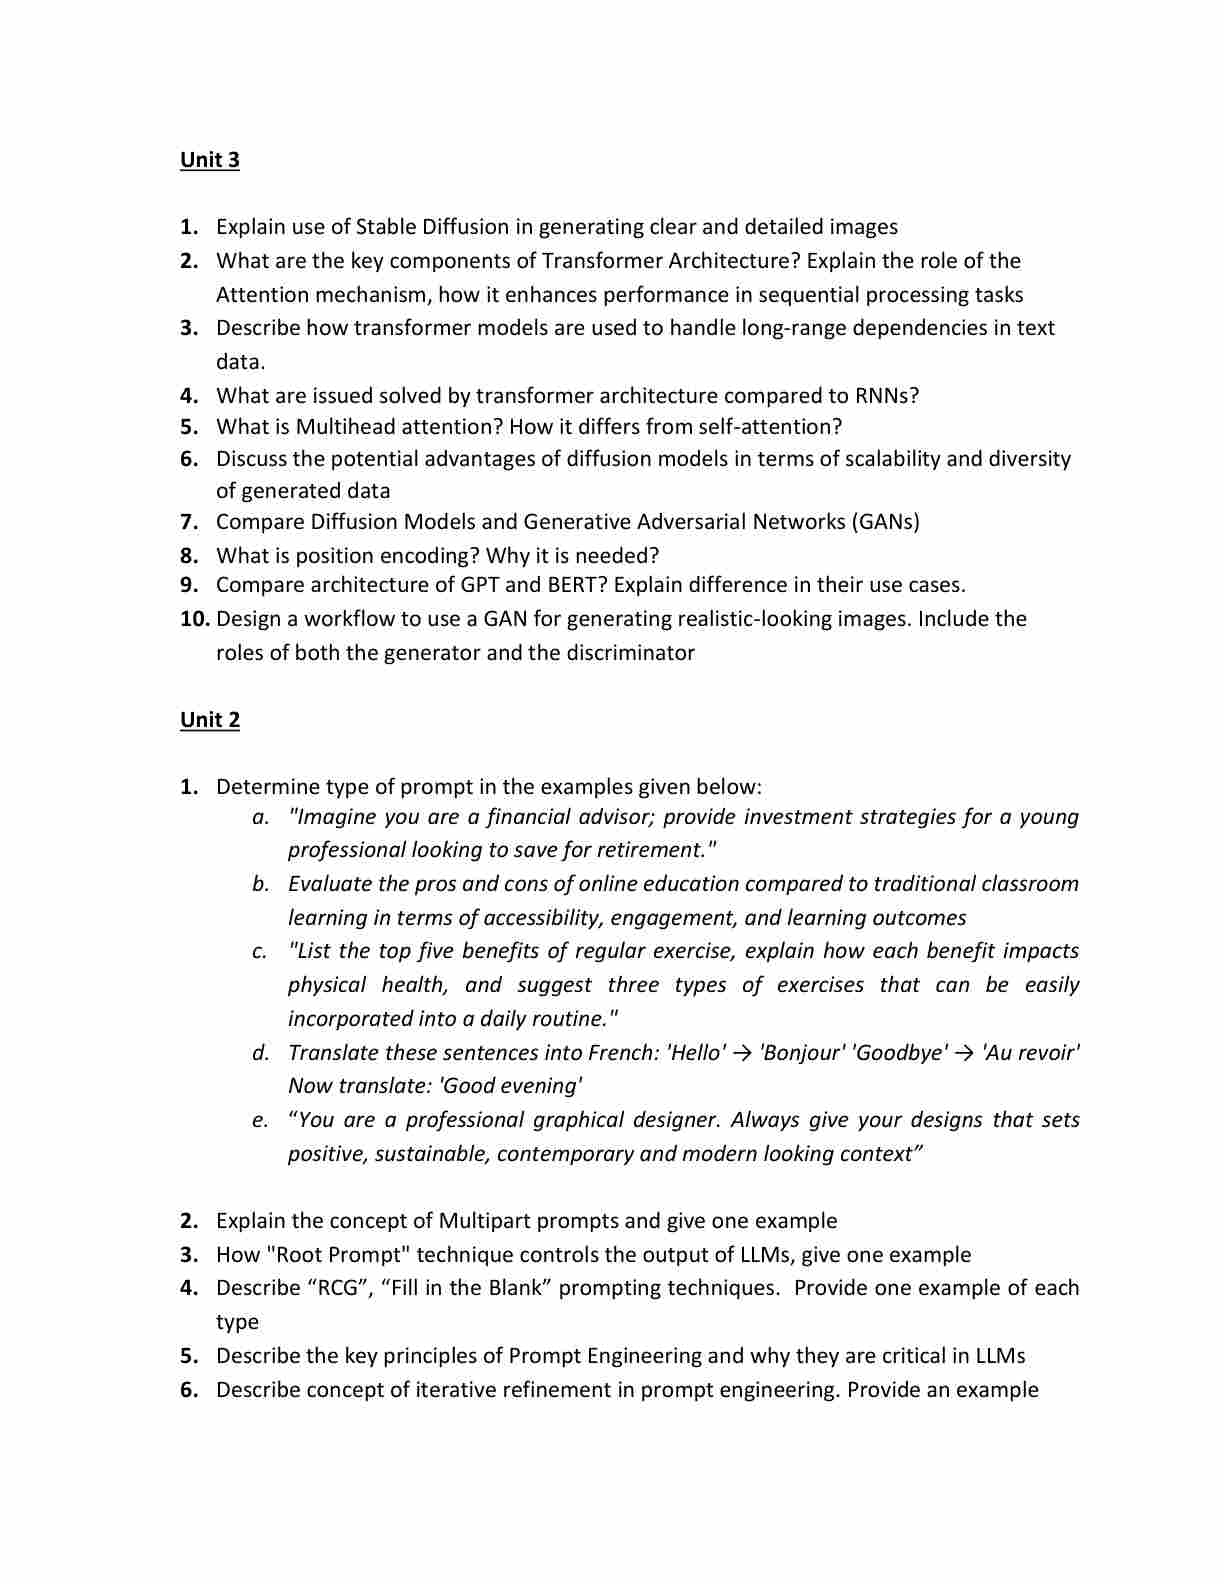 Unit 3
1. Explain use of Stable Diffusion in generating clear and detailed images
2. What are the key components of Transformer Architecture? Explain the role of the
Attention mechanism, how it enhances performance in sequential processing tasks
3. Describe how transformer models are used to handle long-range dependencies in text
data.
4. What are issued solved by transformer architecture compared to RNNs?
5. What is Multihead attention? How it differs from self-attention?
6. Discuss the potential advantages of diffusion models in terms of scalability and diversity
of generated data
7. Compare Diffusion Models and Generative Adversarial Networks (GANs)
8. What is position encoding? Why it is needed?
9. Compare architecture of GPT and BERT? Explain difference in their use cases.
10. Design a workflow to use a GAN for generating realistic-looking images. Include the
roles of both the generator and the discriminator
Unit 2
1. Determine type of prompt in the examples given below:
a. "Imagine you are a financial advisor; provide investment strategies for a young
professional looking to save for retirement."
b. Evaluate the pros and cons of online education compared to traditional classroom
learning in terms of accessibility, engagement, and learning outcomes
c. "List the top five benefits of regular exercise, explain how each benefit impacts
physical health, and suggest three types of exercises that can be easily
incorporated into a daily routine."
d. Translate these sentences into French: 'Hello' → 'Bonjour' 'Goodbye' → 'Au revoir'
Now translate: 'Good evening'
e. “You are a professional graphical designer. Always give your designs that sets
positive, sustainable, contemporary and modern looking context”
2. Explain the concept of Multipart prompts and give one example
3. How "Root Prompt" technique controls the output of LLMs, give one example
4. Describe “RCG”, “Fill in the Blank” prompting techniques. Provide one example of each
type
5. Describe the key principles of Prompt Engineering and why they are critical in LLMs
6. Describe concept of iterative refinement in prompt engineering. Provide an example